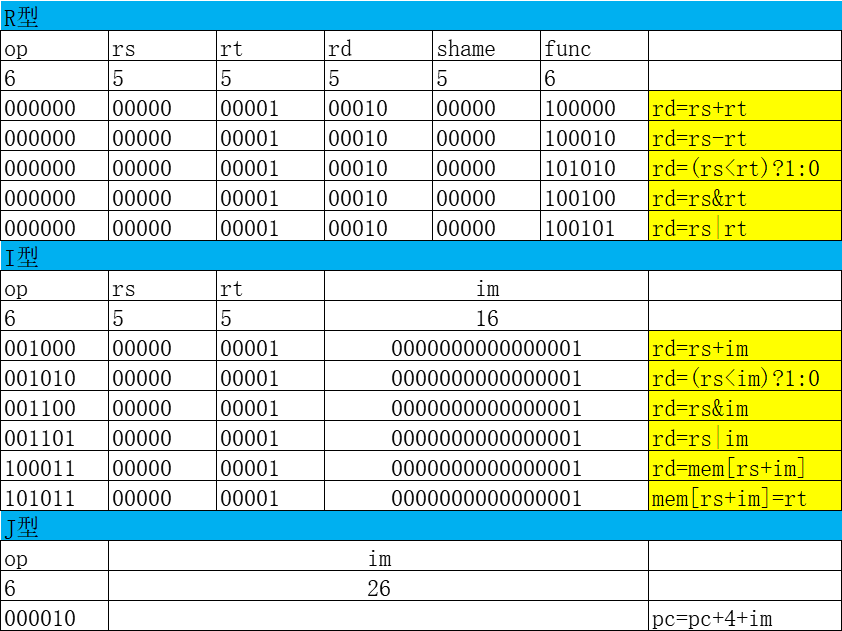 R型
op rs rt rd shame func
6 5 5 5 5 6
000000 00000 00001 00010 00000 100000 rd=rs+rt
000000 00000 00001 00010 00000 100010 rd=rs-rt
000000 00000 00001 00010 00000 101010 rd=(rs<rt)?1:0
000000 00000 00001 00010 00000 100100 rd=rs&rt
000000 00000 00001 00010 00000 100101 rd=rs|rt
I型
op rs rt im
6 5 5 16
001000 00000 00001 0000000000000001 rd=rs+im
001010 00000 00001 0000000000000001 rd=(rs<im)?1:0
001100 00000 00001 0000000000000001 rd=rs&im
001101 00000 00001 0000000000000001 rd=rs|im
100011 00000 00001 0000000000000001 rd=mem[rs+im]
101011 00000 00001 0000000000000001 mem[rs+im]=rt
J型
op im
6 26
000010 pc=pc+4+im